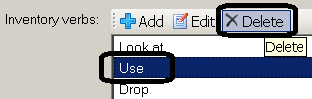 Inventory verbs: Add Edit Delete
Look at
Delete
Use
Drop